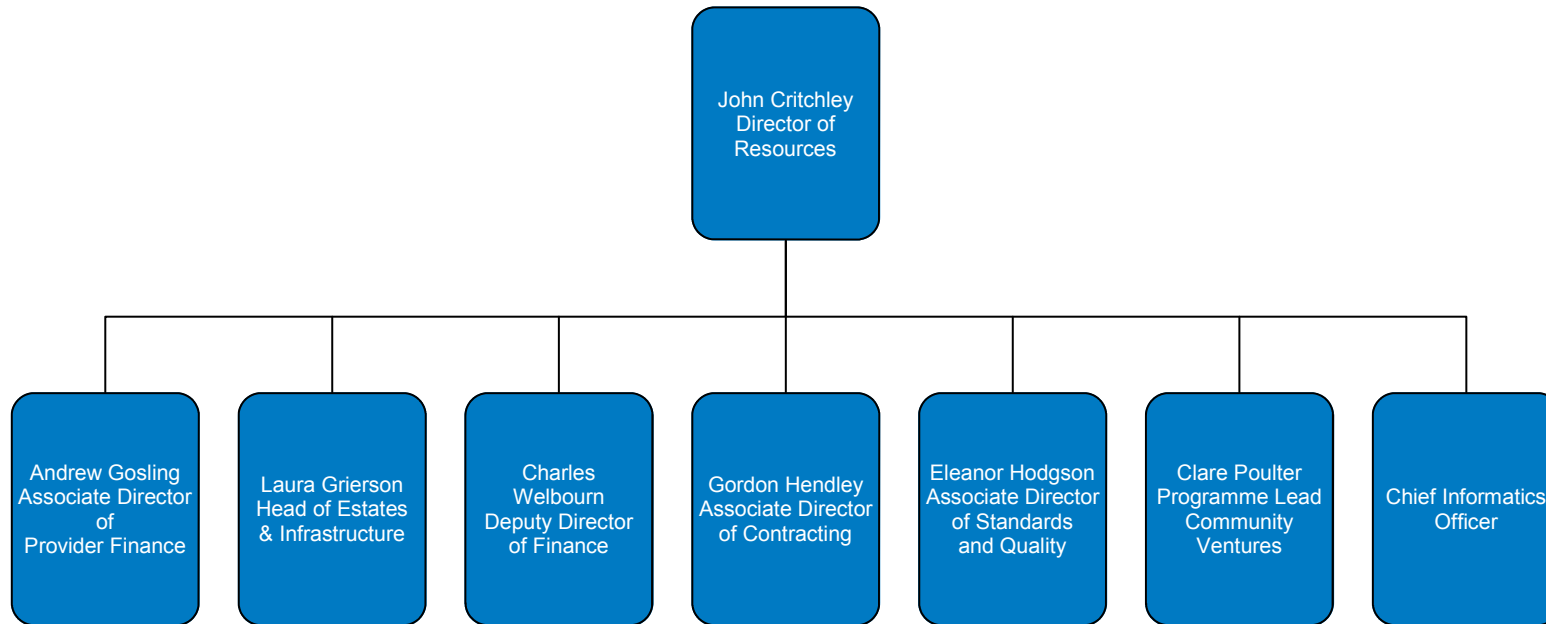 John Critchley
Director of
Resources
Andrew Gosling
Associate Director
of
Provider Finance
Laura Grierson
Head of Estates
& Infrastructure
Charles
Welbourn
Deputy Director
of Finance
Gordon Hendley
Associate Director
of Contracting
Eleanor Hodgson
Associate Director
of Standards
and Quality
Clare Poulter
Programme Lead
Community
Ventures
Chief Informatics
Officer